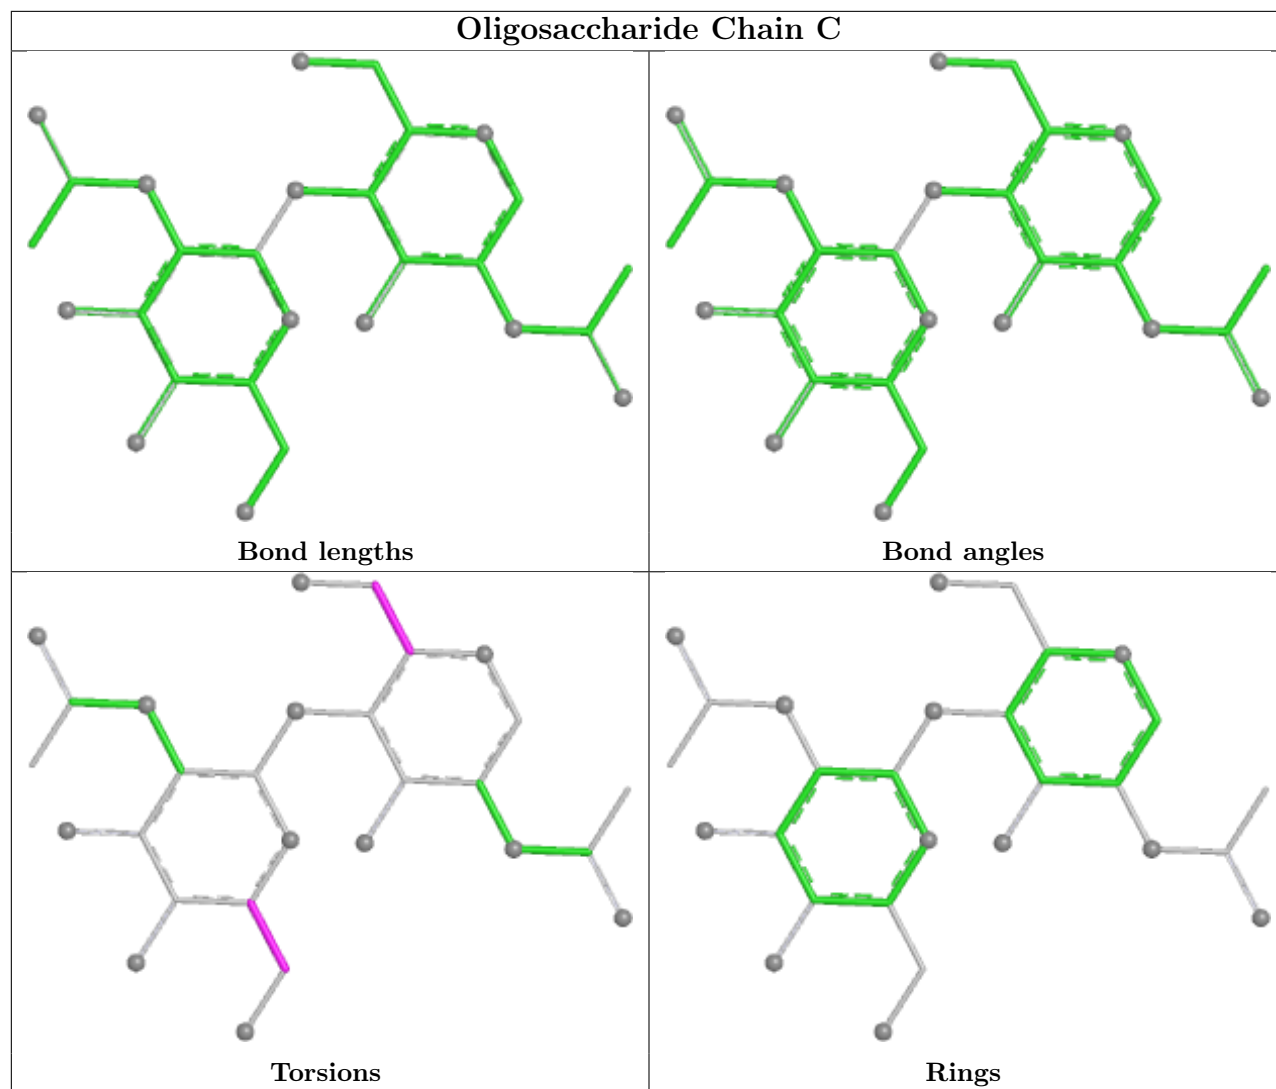 Oligosaccharide Chain C
Bond lengths
Bond angles
Torsions
Rings